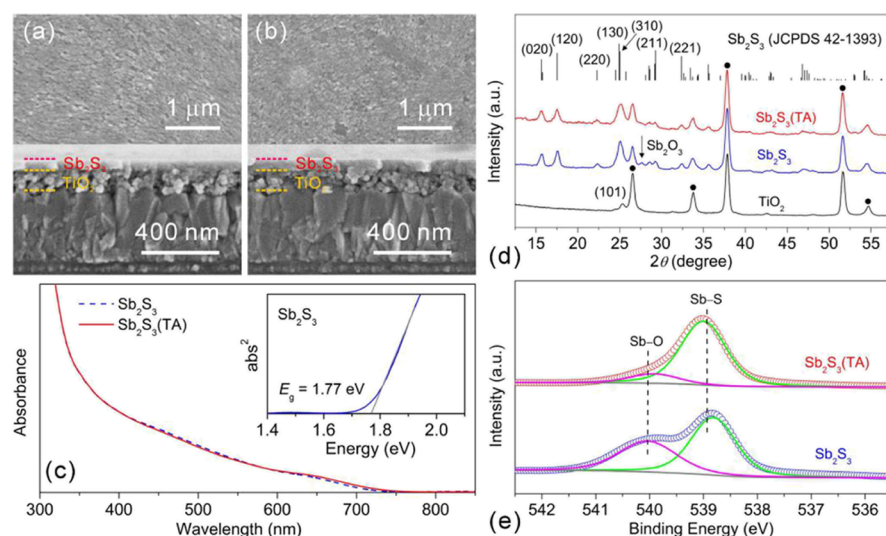 (a)
1 μm
Sb₂S₃
TiO₂
400 nm
(b)
1 μm
Sb₂S₃
TiO₂
400 nm
Absorbance
Sb₂S₃
Sb₂S₃(TA)
(c)
300 400 500 600 700 800
Wavelength (nm)
abs²
Sb₂S₃
E_g = 1.77 eV
1.4 1.6 1.8 2.0
Energy (eV)
Intensity (a.u.)
(020)
(120)
(220)
(130)
(310)
(211)
(221)
Sb₂S₃ (JCPDS 42-1393)
Sb₂S₃(TA)
Sb₂O₃
Sb₂S₃
(101)
TiO₂
15 20 25 30 35 40 45 50 55
2θ (degree)
(d)
Intensity (a.u.)
Sb–S
Sb–O
Sb₂S₃(TA)
Sb₂S₃
542 541 540 539 538 537 536
Binding Energy (eV)
(e)